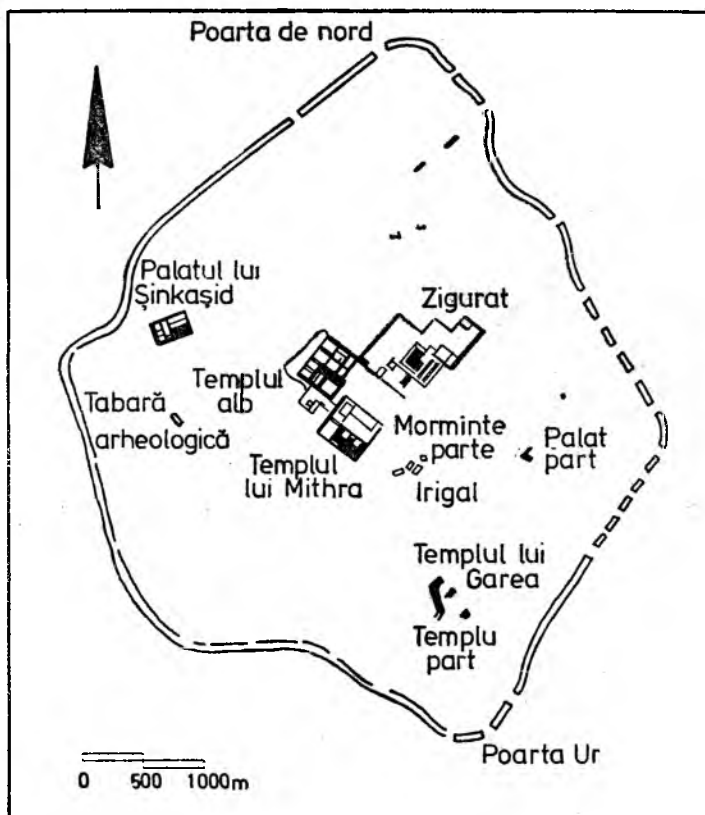 Poarta de nord
Palatul lui
Şinkaşid
Zigurat
Templul
alb
Tabară
arheologică
Morminte
parte
Palat
part
Templul
lui Mithra
Irigal
Templul lui
Garea
Templu
part
Poarta Ur
0 500 1000m